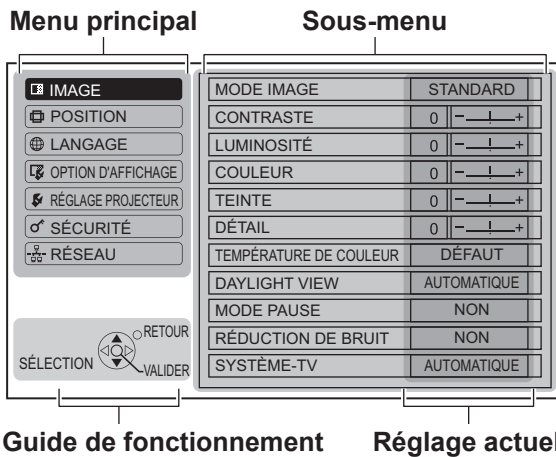 Menu principal
Sous-menu
IMAGE
POSITION
LANGAGE
OPTION D'AFFICHAGE
RÉGLAGE PROJECTEUR
SÉCURITÉ
RÉSEAU
MODE IMAGE STANDARD
CONTRASTE 0 - +
LUMINOSITÉ 0 - +
COULEUR 0 - +
TEINTE 0 - +
DÉTAIL 0 - +
TEMPÉRATURE DE COULEUR DÉFAUT
DAYLIGHT VIEW AUTOMATIQUE
MODE PAUSE NON
RÉDUCTION DE BRUIT NON
SYSTÈME-TV AUTOMATIQUE
RETOUR
SÉLECTION
VALIDER
Guide de fonctionnement
Réglage actuel